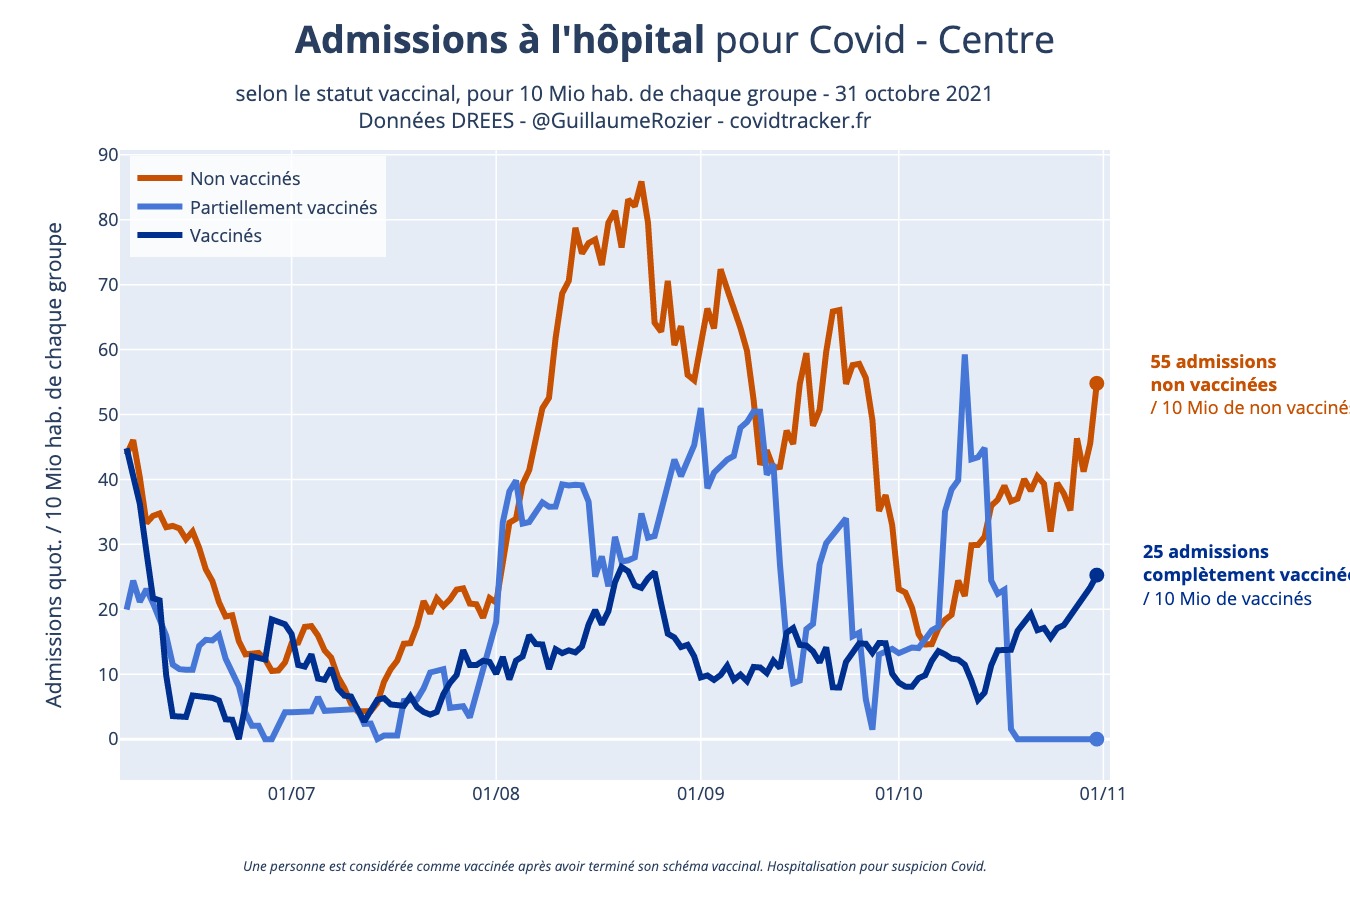 Admissions à l'hôpital pour Covid - Centre
selon le statut vaccinal, pour 10 Mio hab. de chaque groupe - 31 octobre 2021
Données DREES - @GuillaumeRozier - covidtracker.fr
Admissions quot. / 10 Mio hab. de chaque groupe
90
80
70
60
50
40
30
20
10
0
Non vaccinés
Partiellement vaccinés
Vaccinés
55 admissions
non vaccinées
/ 10 Mio de non vacciné
25 admissions
complètement vacciné
/ 10 Mio de vaccinés
01/07
01/08
01/09
01/10
01/11
Une personne est considérée comme vaccinée après avoir terminé son schéma vaccinal. Hospitalisation pour suspicion Covid.